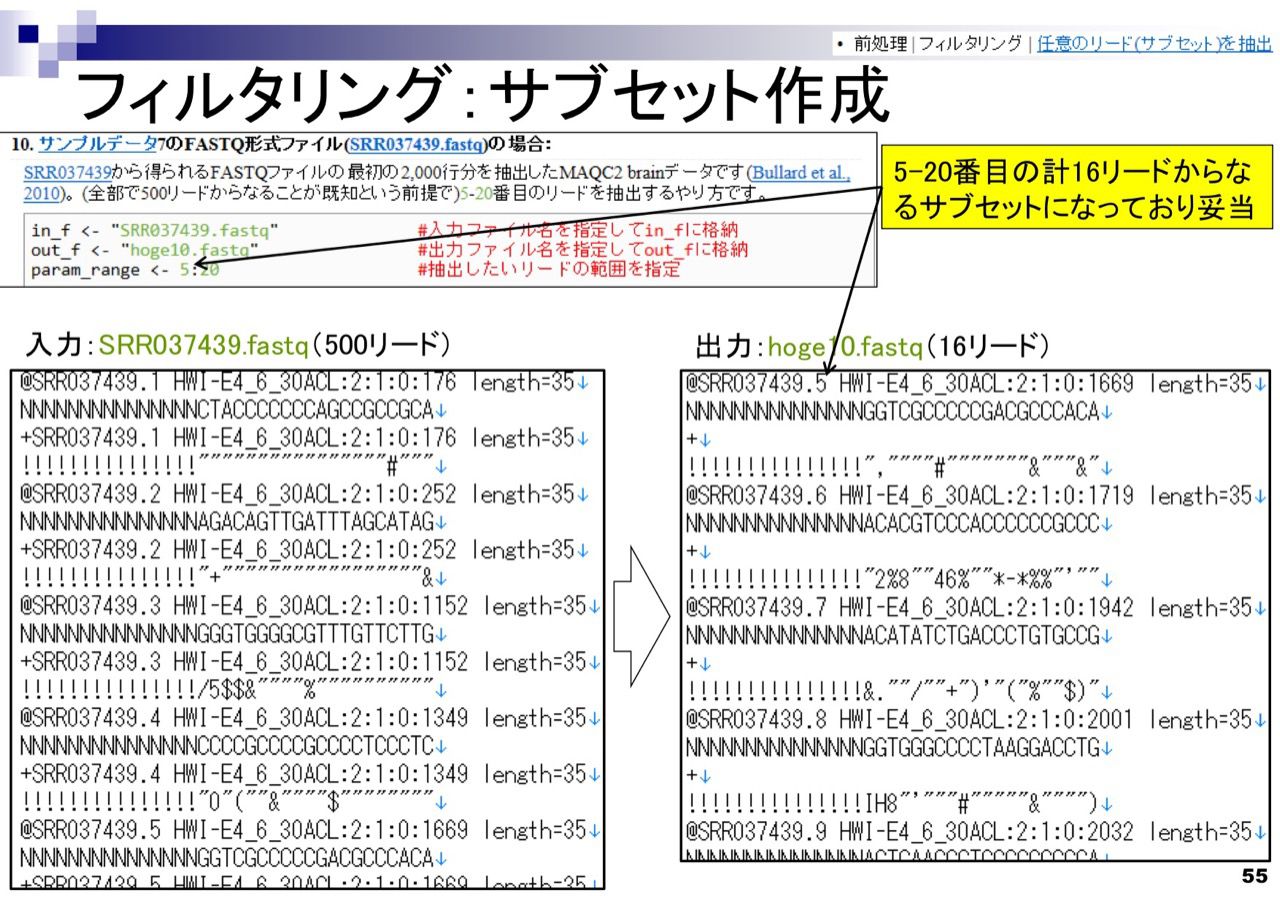 • 前処理 | フィルタリング | 任意のリード(サブセット)を抽出
フィルタリング：サブセット作成
10. サンプルデータ7のFASTQ形式ファイル(SRR037439.fastq)の場合:
SRR037439から得られるFASTQファイルの最初の2,000行分を抽出したMAQC2 brainデータです(Bullard et al.,
2010)。(全部で500リードからなることが既知という前提で)5-20番目のリードを抽出するやり方です。
in_f <- "SRR037439.fastq" #入力ファイル名を指定してin_fに格納
out_f <- "hoge10.fastq" #出力ファイル名を指定してout_fに格納
param_range <- 5:20 #抽出したいリードの範囲を指定
5-20番目の計16リードからな
るサブセットになっており妥当
入力：SRR037439.fastq（500リード）
@SRR037439.1 HWI-E4_6_30ACL:2:1:0:176 length=35↓
NNNNNNNNNNNNNNNCTACCCCCCCAGCCGCCGCA↓
+SRR037439.1 HWI-E4_6_30ACL:2:1:0:176 length=35↓
@SRR037439.2 HWI-E4_6_30ACL:2:1:0:252 length=35↓
NNNNNNNNNNNNNNNAGACAGTTGATTTAGCATAG↓
+SRR037439.2 HWI-E4_6_30ACL:2:1:0:252 length=35↓
@SRR037439.3 HWI-E4_6_30ACL:2:1:0:1152 length=35↓
NNNNNNNNNNNNNNNGGGTGGGGCGTTTGTTCTTG↓
+SRR037439.3 HWI-E4_6_30ACL:2:1:0:1152 length=35↓
@SRR037439.4 HWI-E4_6_30ACL:2:1:0:1349 length=35↓
NNNNNNNNNNNNNNNCCCCGCCCCGCCCCTCCCTC↓
+SRR037439.4 HWI-E4_6_30ACL:2:1:0:1349 length=35↓
@SRR037439.5 HWI-E4_6_30ACL:2:1:0:1669 length=35↓
NNNNNNNNNNNNNNNGGTCGCCCCCGACGCCCACA↓
+SRR037439.5 HWI-E4_6_30ACL:2:1:0:1669 length=35
出力：hoge10.fastq（16リード）
@SRR037439.5 HWI-E4_6_30ACL:2:1:0:1669 length=35↓
NNNNNNNNNNNNNNNGGTCGCCCCCGACGCCCACA↓
+↓
@SRR037439.6 HWI-E4_6_30ACL:2:1:0:1719 length=35↓
NNNNNNNNNNNNNNNACACGTCCCACCCCCCGCCC↓
+↓
@SRR037439.7 HWI-E4_6_30ACL:2:1:0:1942 length=35↓
NNNNNNNNNNNNNNNACATATCTGACCCTGTGCCG↓
+↓
@SRR037439.8 HWI-E4_6_30ACL:2:1:0:2001 length=35↓
NNNNNNNNNNNNNNNGGTGGGCCCCTAAGGACCTG↓
+↓
@SRR037439.9 HWI-E4_6_30ACL:2:1:0:2032 length=35↓
55